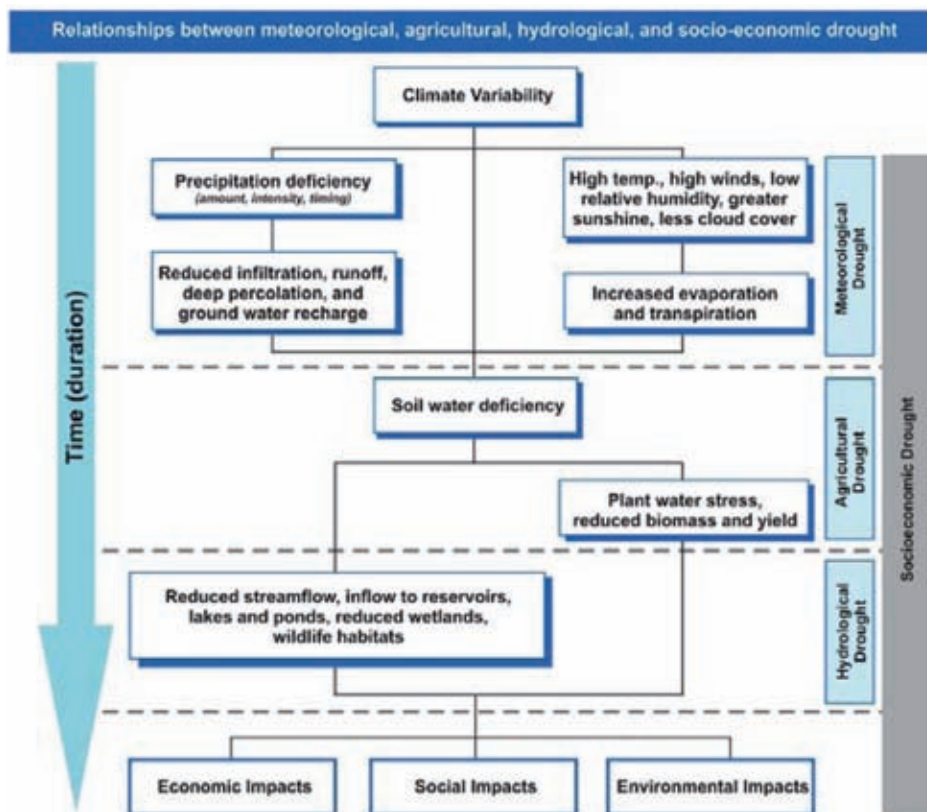 Relationships between meteorological, agricultural, hydrological, and socio-economic drought
Climate Variability
Precipitation deficiency
(amount, intensity, timing)
High temp., high winds, low
relative humidity, greater
sunshine, less cloud cover
Reduced infiltration, runoff,
deep percolation, and
ground water recharge
Increased evaporation
and transpiration
Meteorological
Drought
Time (duration)
Soil water deficiency
Plant water stress,
reduced biomass and yield
Agricultural
Drought
Socioeconomic Drought
Reduced streamflow, inflow to reservoirs,
lakes and ponds, reduced wetlands,
wildlife habitats
Hydrological
Drought
Economic Impacts
Social Impacts
Environmental Impacts